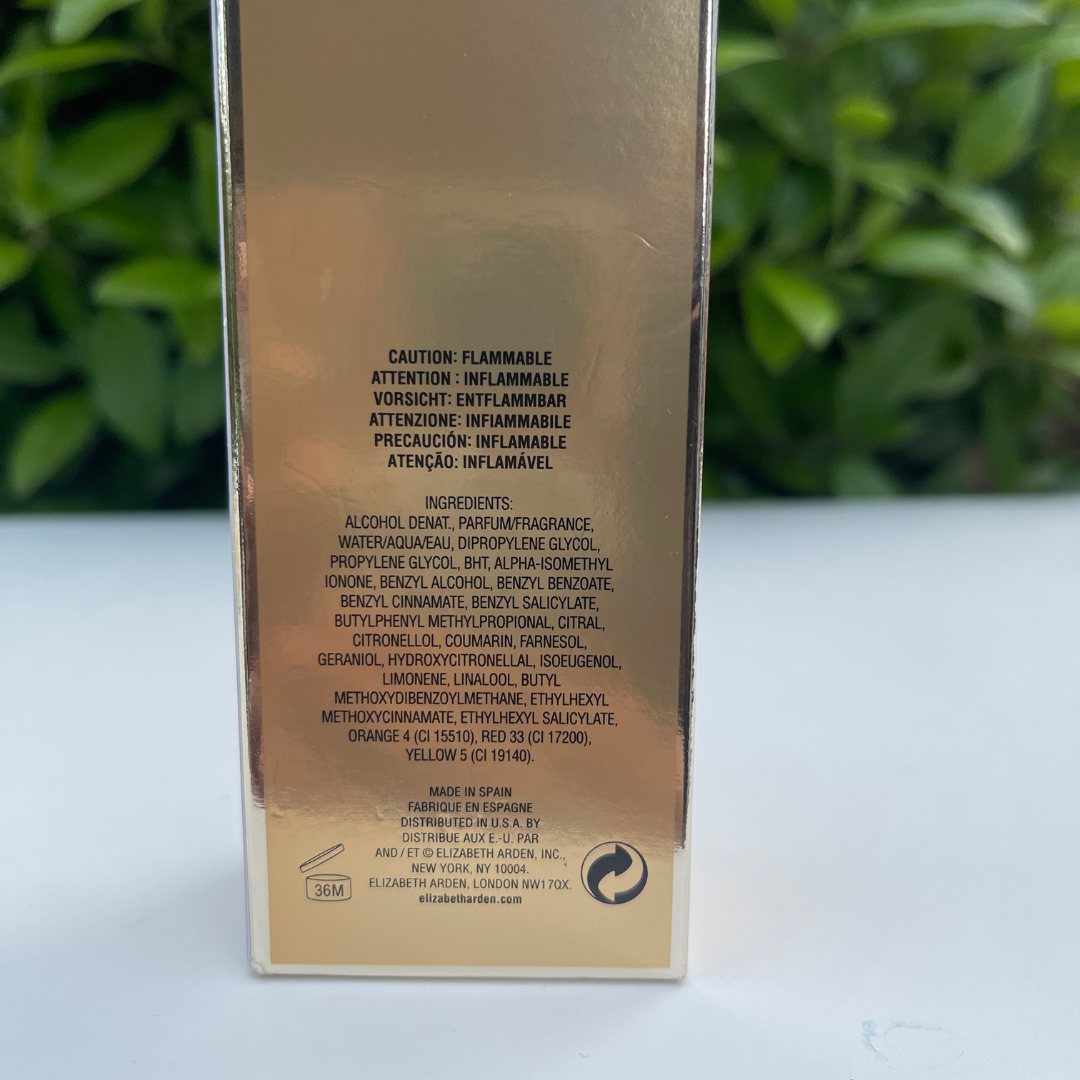 CAUTION: FLAMMABLE
ATTENTION : INFLAMMABLE
VORSICHT: ENTFLAMMBAR
ATTENZIONE: INFIAMMABILE
PRECAUCIÓN: INFLAMABLE
ATENÇÃO: INFLAMÁVEL
INGREDIENTS:
ALCOHOL DENAT., PARFUM/FRAGRANCE,
WATER/AQUA/EAU, DIPROPYLENE GLYCOL,
PROPYLENE GLYCOL, BHT, ALPHA-ISOMETHYL
IONONE, BENZYL ALCOHOL, BENZYL BENZOATE,
BENZYL CINNAMATE, BENZYL SALICYLATE,
BUTYLPHENYL METHYLPROPIONAL, CITRAL,
CITRONELLOL, COUMARIN, FARNESOL,
GERANIOL, HYDROXYCITRONELLAL, ISOEUGENOL,
LIMONENE, LINALOOL, BUTYL
METHOXYDIBENZOYLMETHANE, ETHYLHEXYL
METHOXYCINNAMATE, ETHYLHEXYL SALICYLATE,
ORANGE 4 (CI 15510), RED 33 (CI 17200),
YELLOW 5 (CI 19140).
MADE IN SPAIN
FABRIQUE EN ESPAGNE
DISTRIBUTED IN U.S.A. BY
DISTRIBUE AUX E.-U. PAR
AND / ET © ELIZABETH ARDEN, INC.,
NEW YORK, NY 10004.
ELIZABETH ARDEN, LONDON NW17QX.
elizabetharden.com
36M